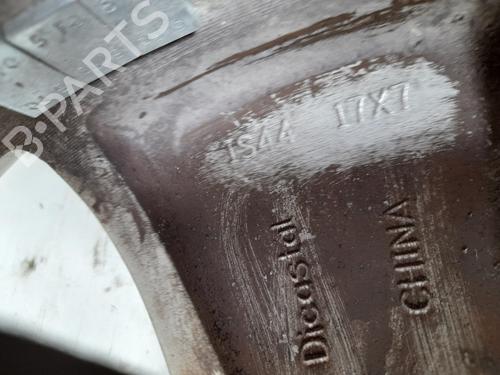 B-PARTS
IS44 17X7
Dicastal
CHINA